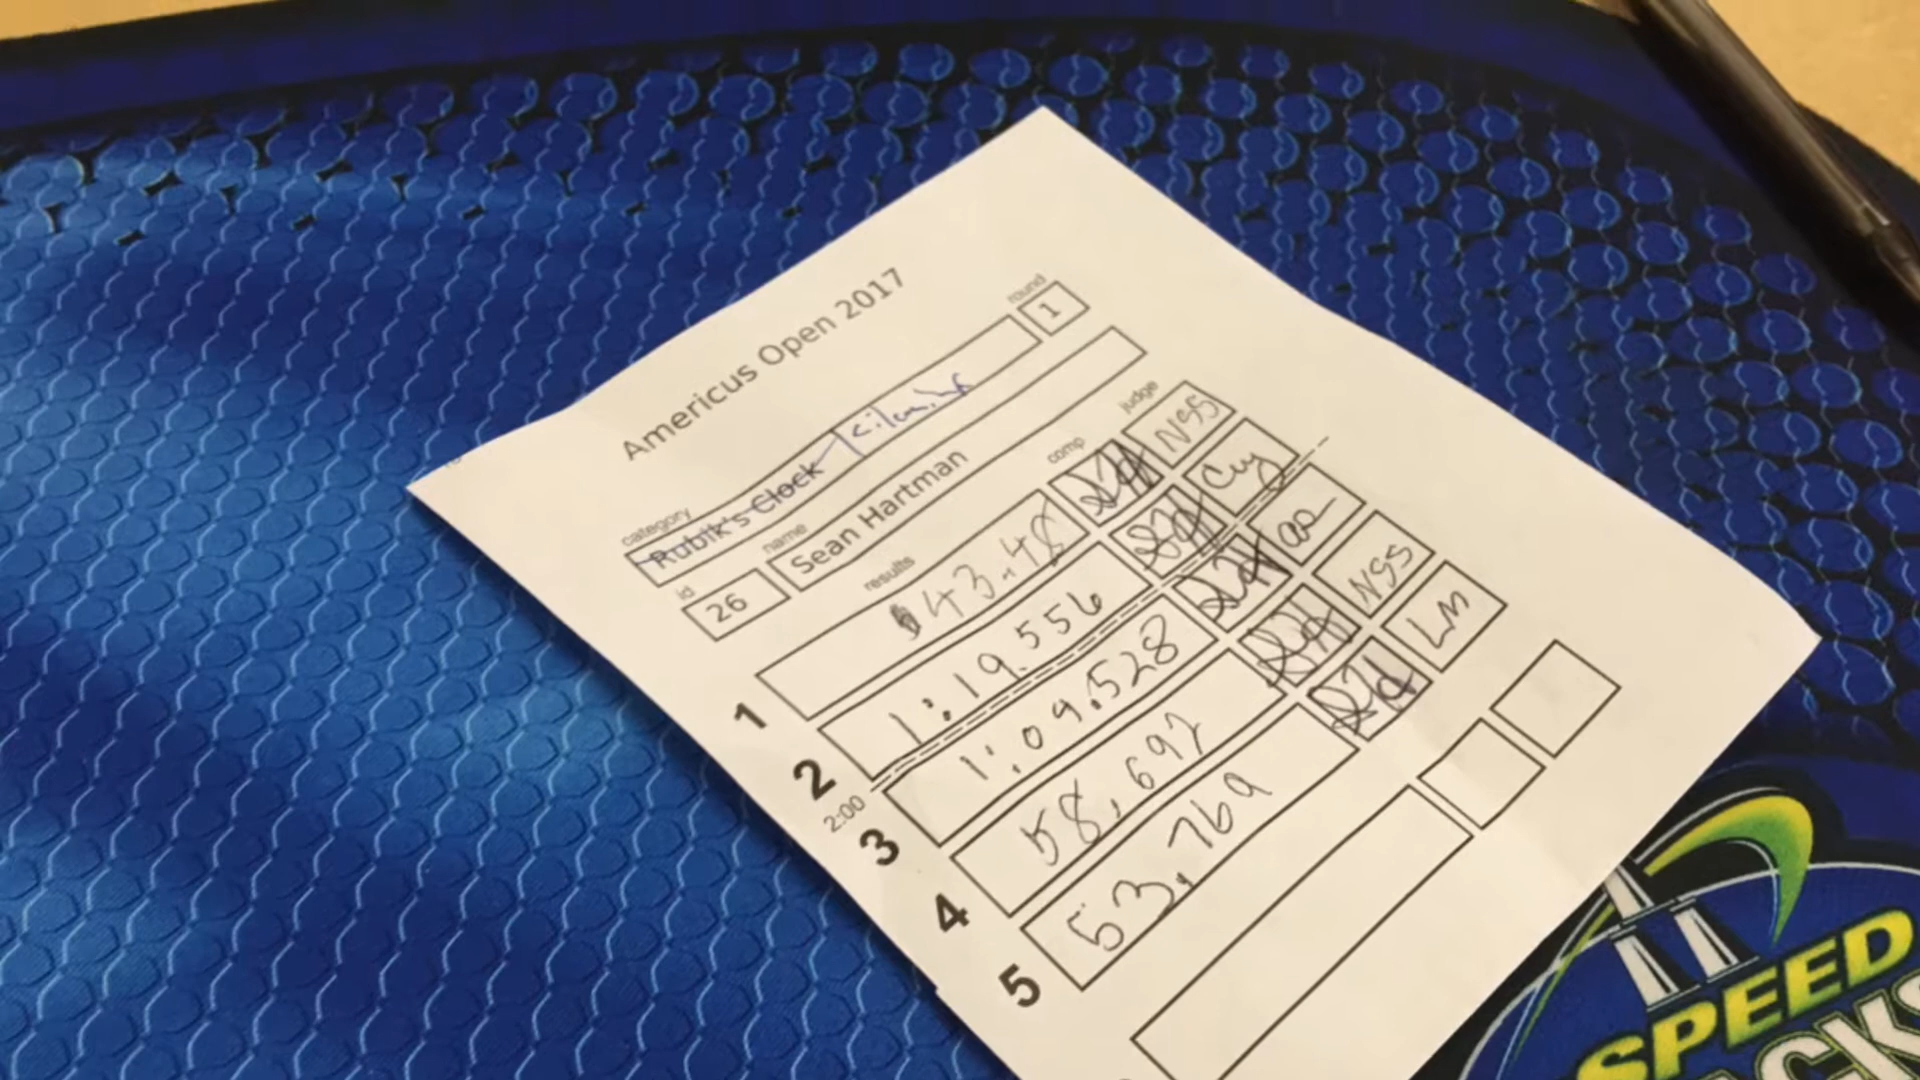 Americus Open 2017
category
round
Rubik's Clock
1
id
name
26
Sean Hartman
results
comp
judge
1
43.48
NSS
2
1:19.556
2:00
3
1:09.528
4
58.692
NSS
5
53.769
LM
SPEED